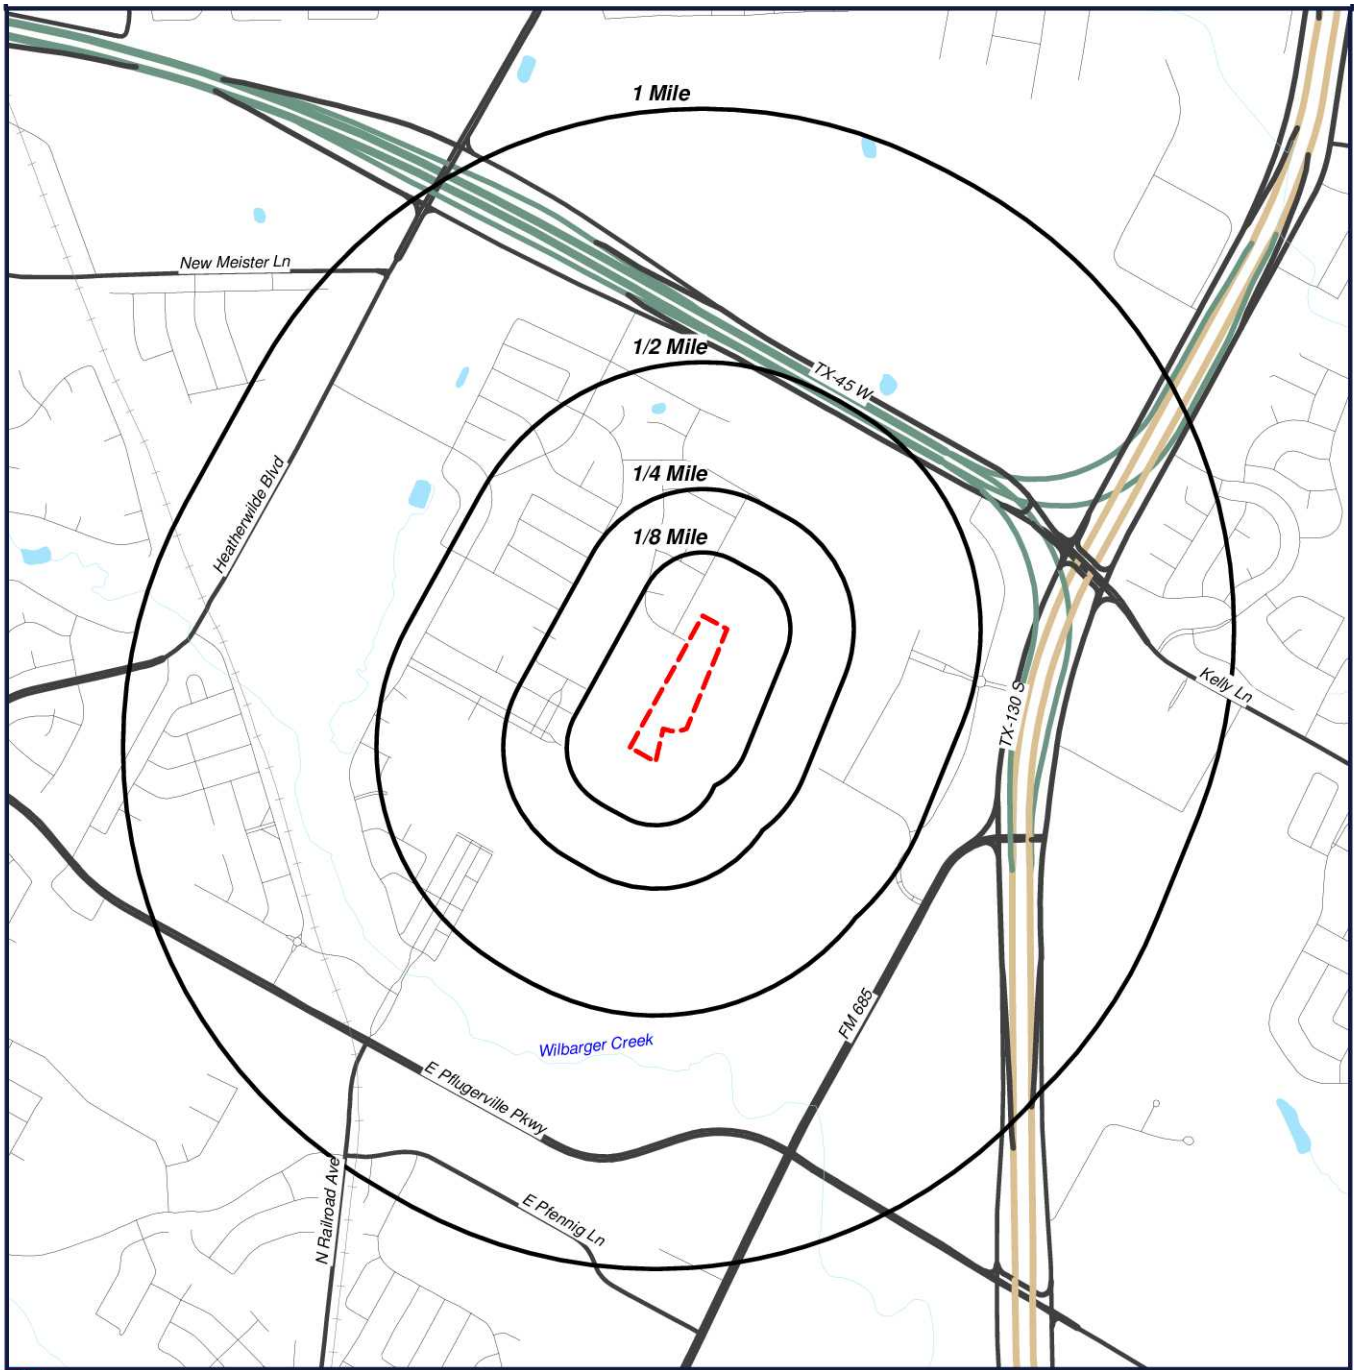 1 Mile
New Meister Ln
1/2 Mile
TX-45 W
1/4 Mile
Heatherwilde Blvd
1/8 Mile
Kelly Ln
TX-130 S
FM 685
Wilbarger Creek
E Pflugerville Pkwy
N Railroad Ave
E Pfennig Ln